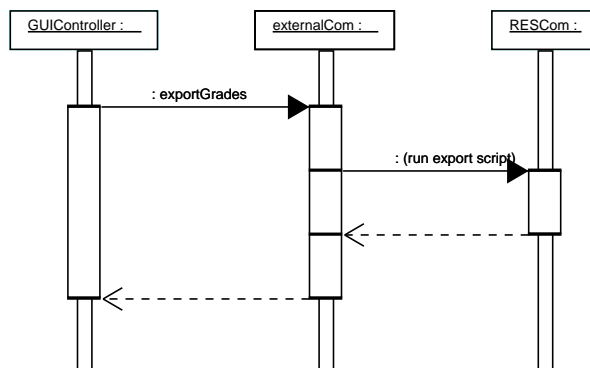 GUIController :
externalCom :
RESCom :
: exportGrades
: (run export script)